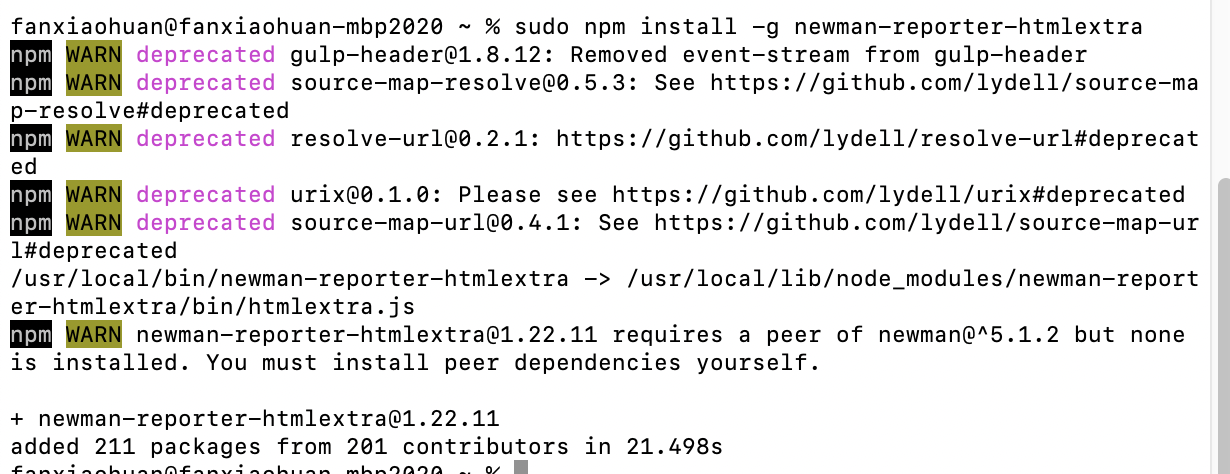 fanxiaohuan@fanxiaohuan-mbp2020 ~ % sudo npm install -g newman-reporter-htmlextra
npm WARN deprecated gulp-header@1.8.12: Removed event-stream from gulp-header
npm WARN deprecated source-map-resolve@0.5.3: See https://github.com/lydell/source-ma
p-resolve#deprecated
npm WARN deprecated resolve-url@0.2.1: https://github.com/lydell/resolve-url#deprecat
ed
npm WARN deprecated urix@0.1.0: Please see https://github.com/lydell/urix#deprecated
npm WARN deprecated source-map-url@0.4.1: See https://github.com/lydell/source-map-ur
l#deprecated
/usr/local/bin/newman-reporter-htmlextra -> /usr/local/lib/node_modules/newman-report
er-htmlextra/bin/htmlextra.js
npm WARN newman-reporter-htmlextra@1.22.11 requires a peer of newman@^5.1.2 but none
is installed. You must install peer dependencies yourself.
+ newman-reporter-htmlextra@1.22.11
added 211 packages from 201 contributors in 21.498s
fanxiaohuan@fanxiaohuan-mbp2020 ~ %